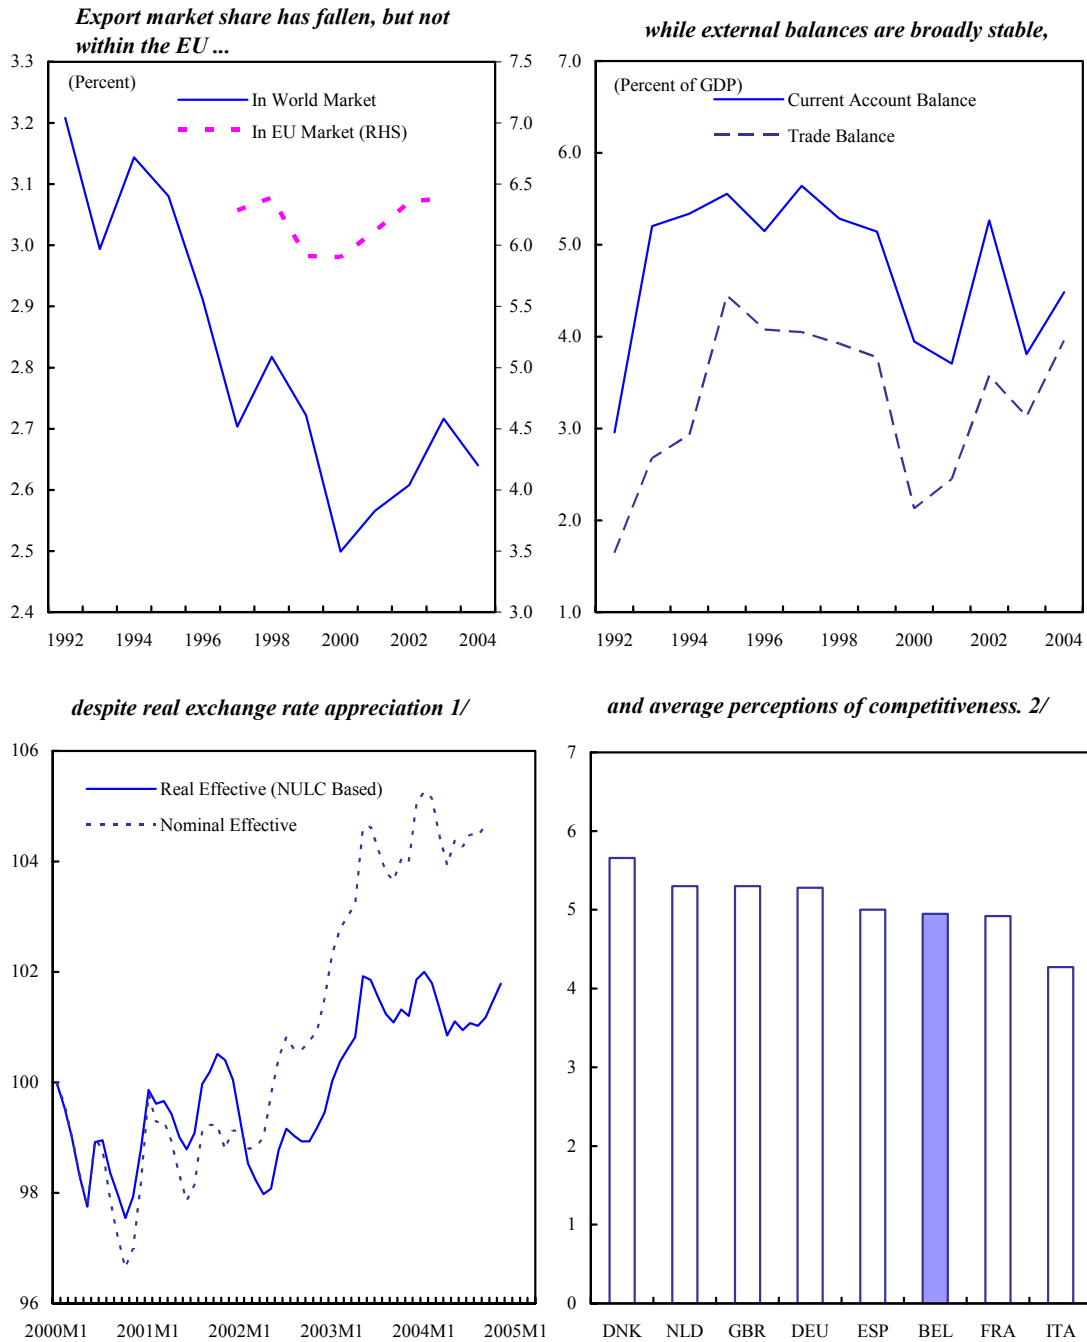 Export market share has fallen, but not
within the EU ...
3.3
3.2
3.1
3.0
2.9
2.8
2.7
2.6
2.5
2.4
(Percent)
In World Market
In EU Market (RHS)
7.5
7.0
6.5
6.0
5.5
5.0
4.5
4.0
3.5
3.0
1992 1994 1996 1998 2000 2002 2004
while external balances are broadly stable,
7.0
6.0
5.0
4.0
3.0
2.0
1.0
(Percent of GDP)
Current Account Balance
Trade Balance
1992 1994 1996 1998 2000 2002 2004
despite real exchange rate appreciation 1/
106
104
102
100
98
96
Real Effective (NULC Based)
Nominal Effective
2000M1 2001M1 2002M1 2003M1 2004M1 2005M1
and average perceptions of competitiveness. 2/
7
6
5
4
3
2
1
0
DNK NLD GBR DEU ESP BEL FRA ITA